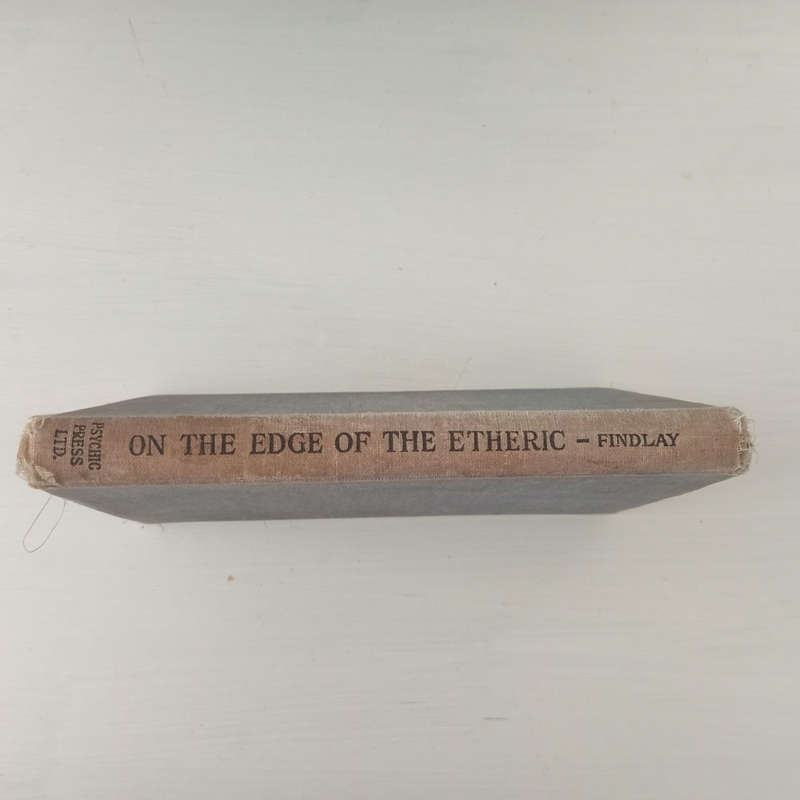 ON THE EDGE OF THE ETHERIC – FINDLAY
PSYCHIC
PRESS
LTD.